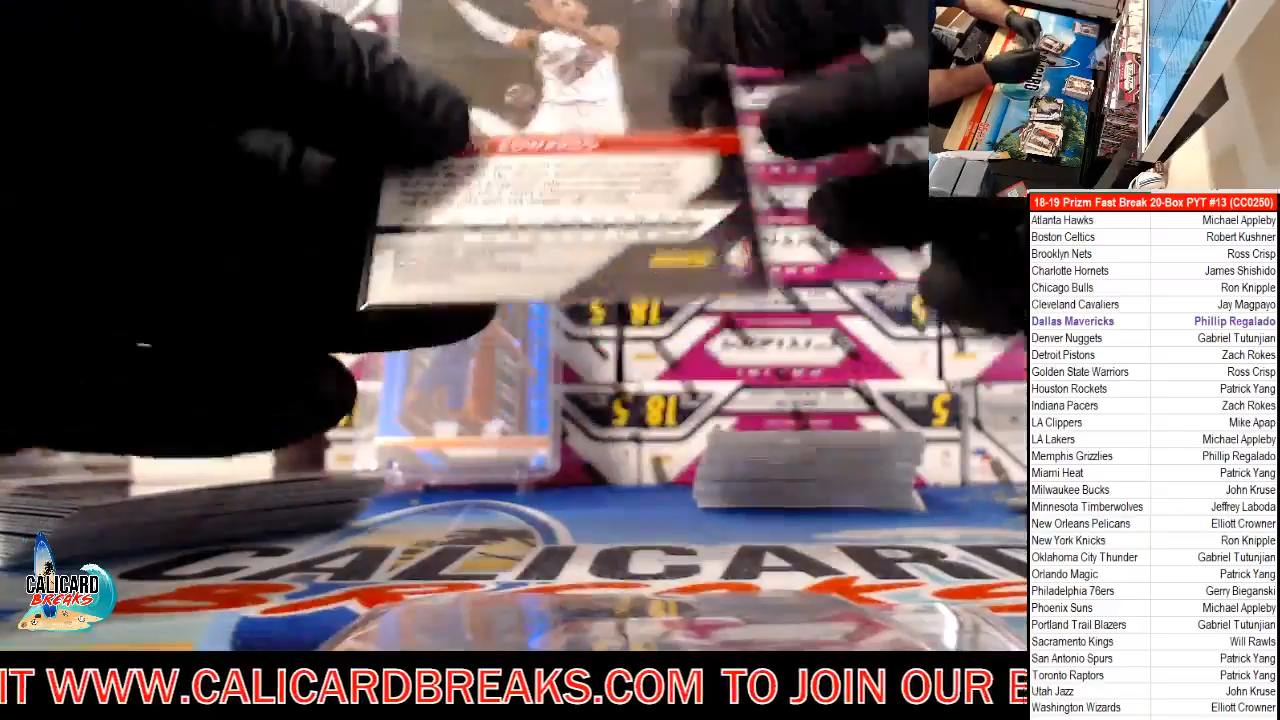 18-19 Prizm Fast Break 20-Box PYT #13 (CC0250)
Atlanta Hawks Michael Appleby
Boston Celtics Robert Kushner
Brooklyn Nets Ross Crisp
Charlotte Hornets James Shishido
Chicago Bulls Ron Knipple
Cleveland Cavaliers Jay Magpayo
Dallas Mavericks Phillip Regalado
Denver Nuggets Gabriel Tutunjian
Detroit Pistons Zach Rokes
Golden State Warriors Ross Crisp
Houston Rockets Patrick Yang
Indiana Pacers Zach Rokes
LA Clippers Mike Apap
LA Lakers Michael Appleby
Memphis Grizzlies Phillip Regalado
Miami Heat Patrick Yang
Milwaukee Bucks John Kruse
Minnesota Timberwolves Jeffrey Laboda
New Orleans Pelicans Elliott Crowner
New York Knicks Ron Knipple
Oklahoma City Thunder Gabriel Tutunjian
Orlando Magic Patrick Yang
Philadelphia 76ers Gerry Bieganski
Phoenix Suns Michael Appleby
Portland Trail Blazers Gabriel Tutunjian
Sacramento Kings Will Rawls
San Antonio Spurs Patrick Yang
Toronto Raptors Patrick Yang
Utah Jazz John Kruse
Washington Wizards Elliott Crowner
18 5
18 5
5
CALICARD
BREAKS
CALICARD
Breaks
IT WWW.CALICARDBREAKS.COM TO JOIN OUR